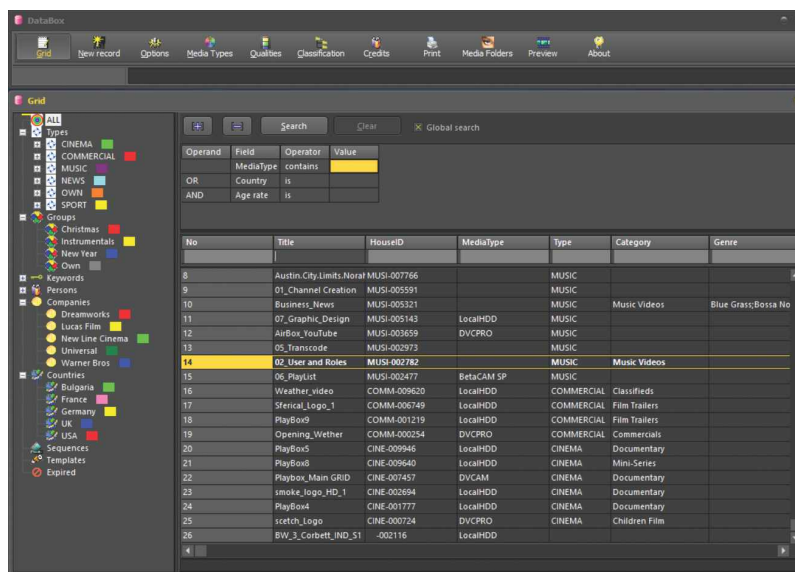 DataBox
Grid New record Options Media Types Qualities Classification Credits Print Media Folders Preview About
Grid
ALL
Types
CINEMA
COMMERCIAL
MUSIC
NEWS
OWN
SPORT
Groups
Christmas
Instrumentals
New Year
Own
Keywords
Persons
Companies
Dreamworks
Lucas Film
New Line Cinema
Universal
Warner Bros
Countries
Bulgaria
France
Germany
UK
USA
Sequences
Templates
Expired
Search Clear Global search
Operand Field Operator Value
MediaType contains
OR Country is
AND Age rate is
No Title HouseID MediaType Type Category Genre
8 Austin.City.Limits.Norah MUSI-007766 MUSIC
9 01_Channel Creation MUSI-005591 MUSIC
10 Business_News MUSI-005321 MUSIC Music Videos Blue Grass;Bossa No
11 07_Graphic_Design MUSI-005143 LocalHDD MUSIC
12 AirBox_YouTube MUSI-003659 DVCPRO MUSIC
13 05_Transcode MUSI-002973 MUSIC
14 02_User and Roles MUSI-002782 MUSIC Music Videos
15 06_PlayList MUSI-002477 BetaCAM SP MUSIC
16 Weather_video COMM-009620 LocalHDD COMMERCIAL Classifieds
17 Sferical_Logo_1 COMM-006749 LocalHDD COMMERCIAL Film Trailers
18 PlayBox9 COMM-001219 LocalHDD COMMERCIAL Film Trailers
19 Opening_Wether COMM-000254 DVCPRO COMMERCIAL Commercials
20 PlayBox5 CINE-009946 LocalHDD CINEMA Documentary
21 PlayBox8 CINE-009640 LocalHDD CINEMA Mini-Series
22 Playbox_Main GRID CINE-007457 DVCAM CINEMA Documentary
23 smoke_logo_HD_1 CINE-002694 LocalHDD CINEMA Documentary
24 PlayBox4 CINE-001777 LocalHDD CINEMA Documentary
25 scetch_Logo CINE-000724 DVCPRO CINEMA Children Film
26 BW_3_Corbett_IND_S1 -002116 LocalHDD